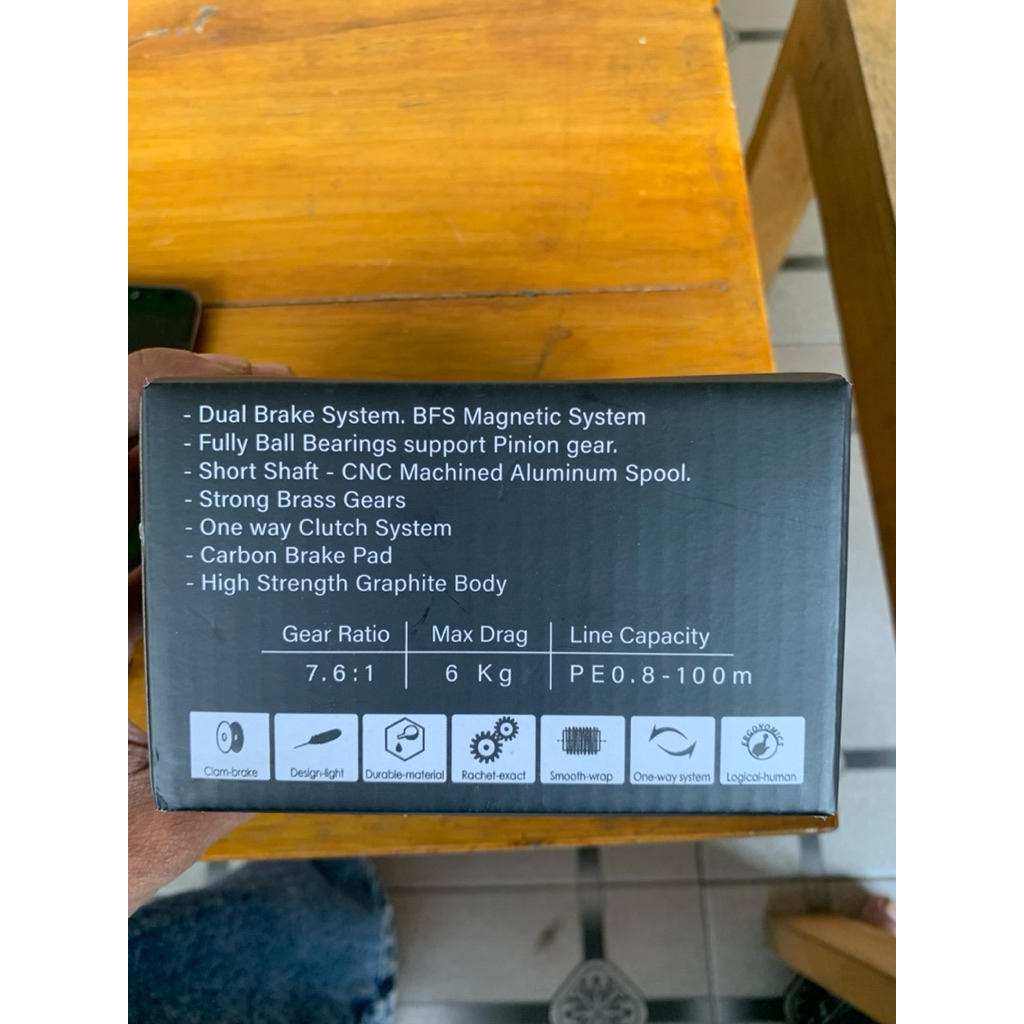 - Dual Brake System. BFS Magnetic System
- Fully Ball Bearings support Pinion gear.
- Short Shaft - CNC Machined Aluminum Spool.
- Strong Brass Gears
- One way Clutch System
- Carbon Brake Pad
- High Strength Graphite Body
Gear Ratio Max Drag Line Capacity
7.6:1 6 Kg PE0.8-100m
ERGONOMICS
Clam-brake Design-light Durable-material Rachet-exact Smooth-wrap One-way system Logical-human